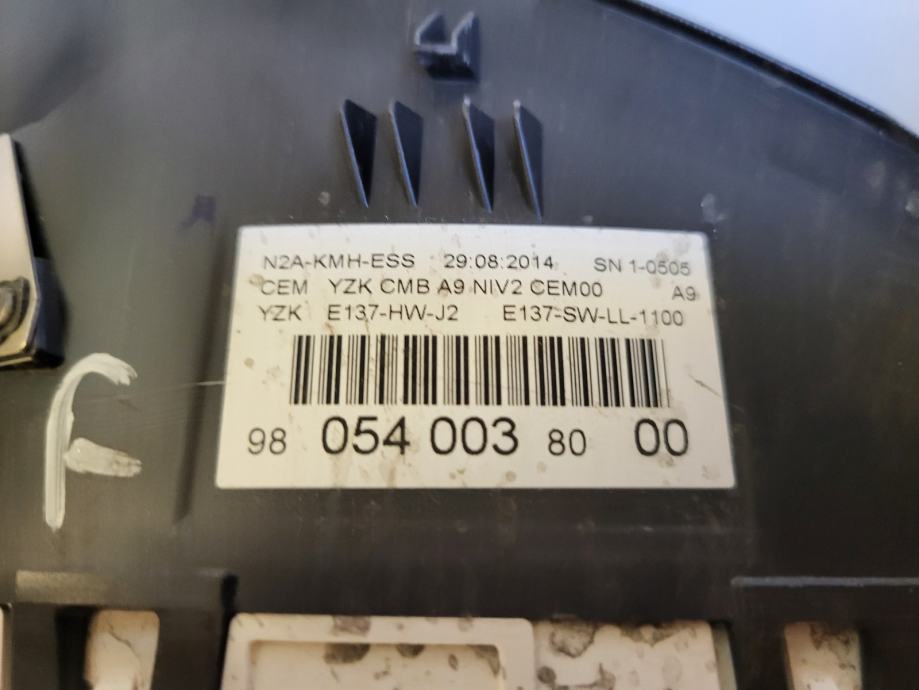 N2A-KMH-ESS 29:08:2014 SN 1-0505
CEM YZK CMB A9 NIV2 CEM00 A9
YZK E137-HW-J2 E137-SW-LL-1100
98 054 003 80 00
F